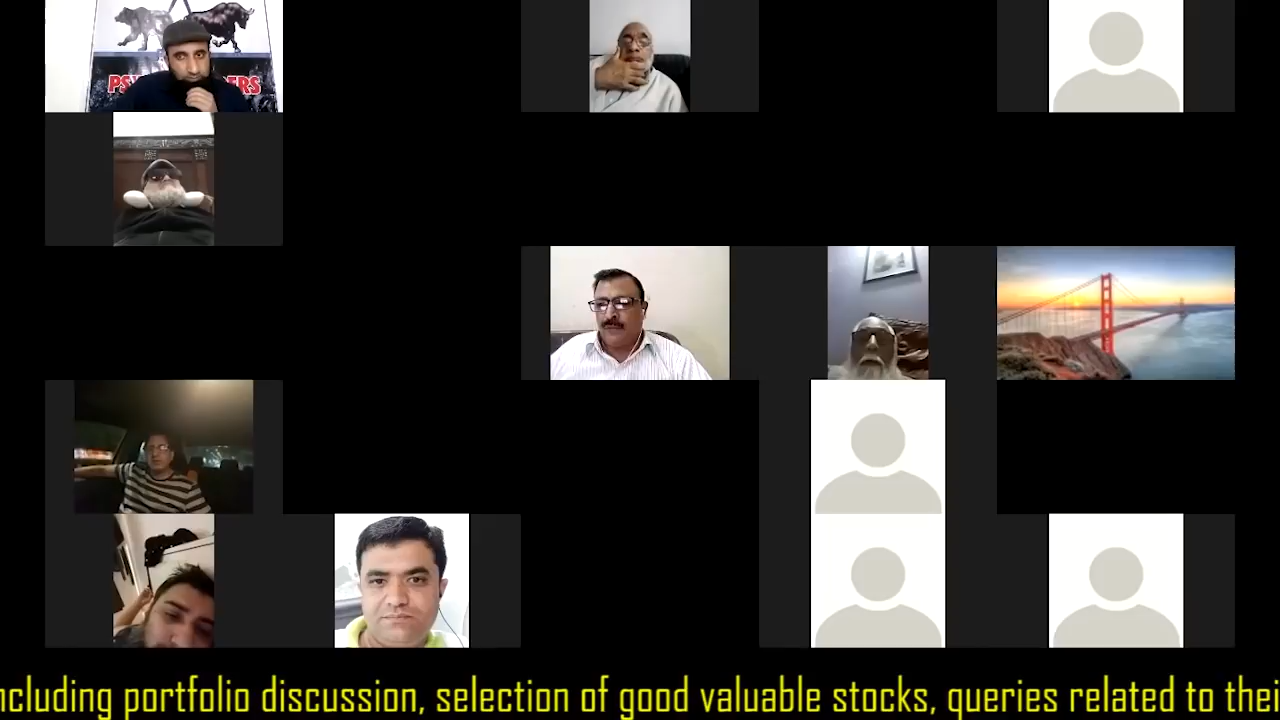 ncluding portfolio discussion, selection of good valuable stocks, queries related to thei